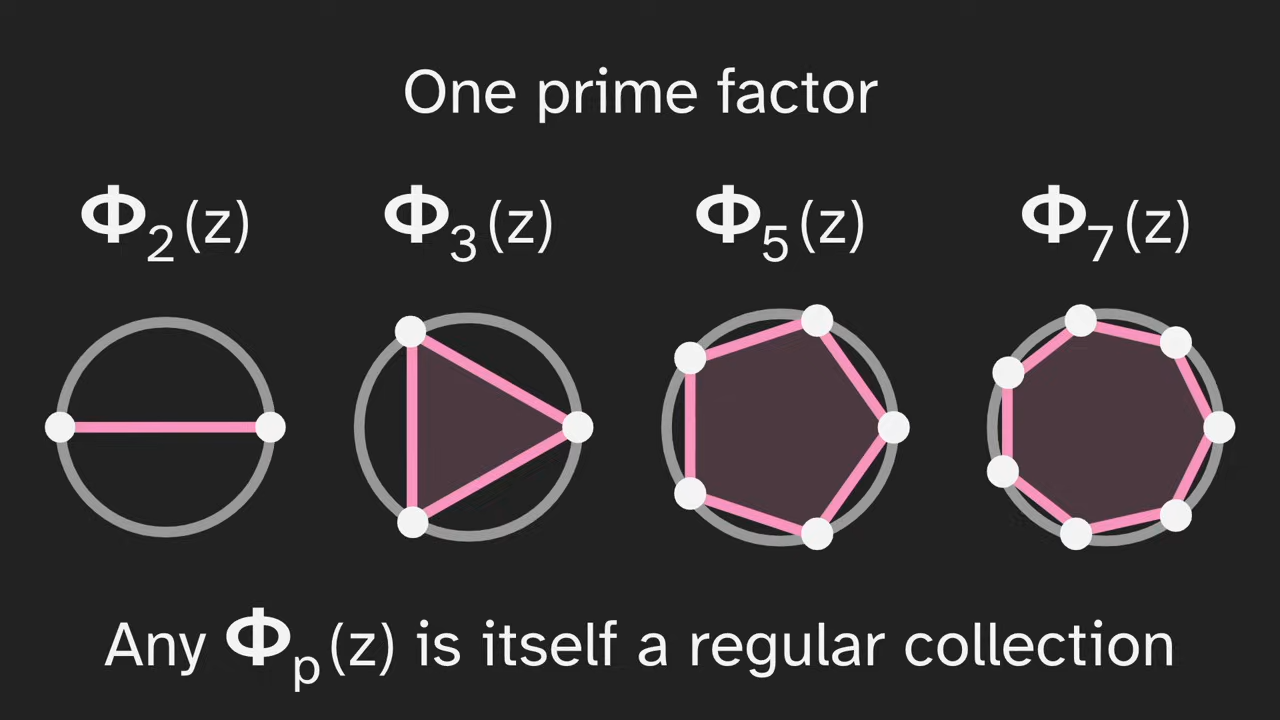 One prime factor
Φ₂(z) Φ₃(z) Φ₅(z) Φ₇(z)
Any Φₚ(z) is itself a regular collection